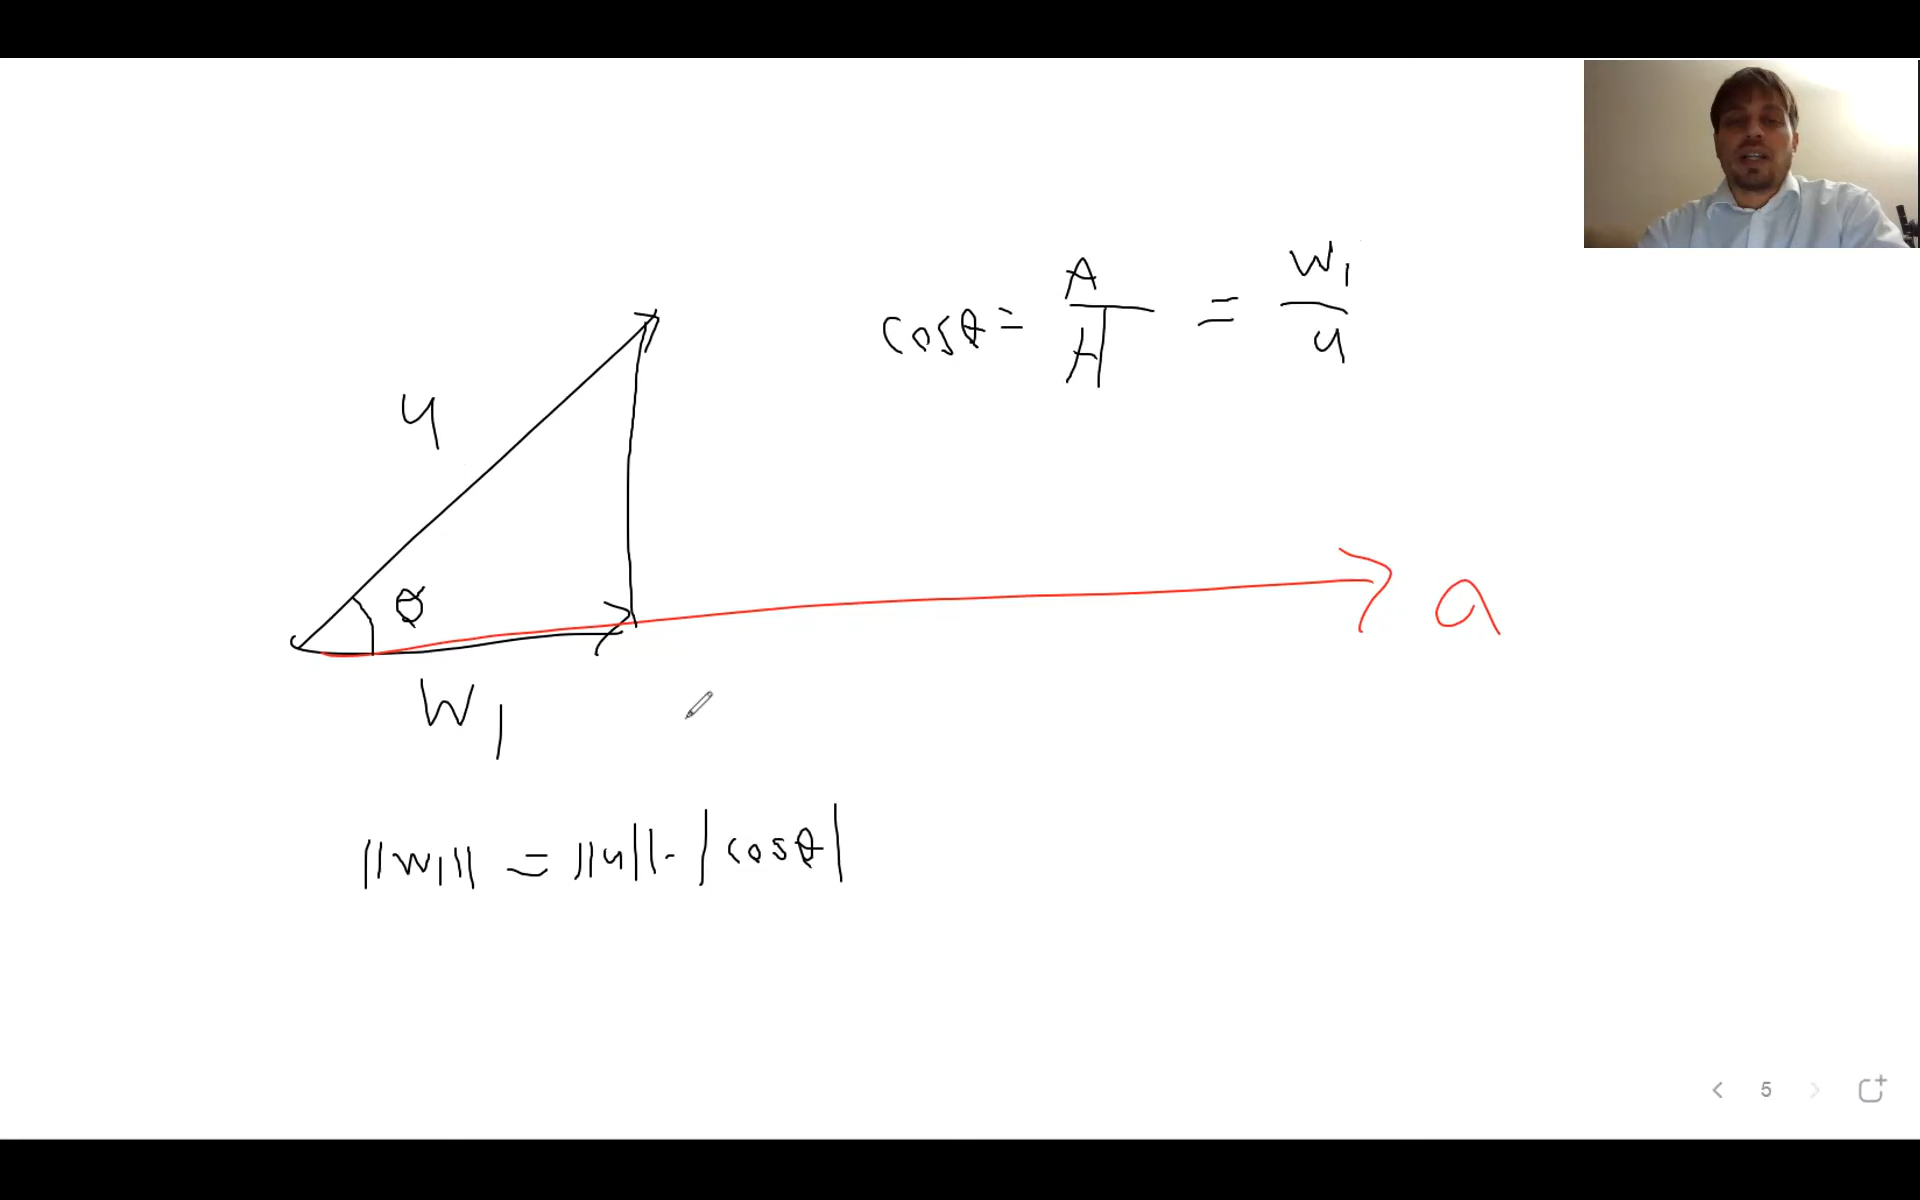 cosθ = A/H = W1/u
u
θ
a
W1
||W1|| = ||u||· |cosθ|
5